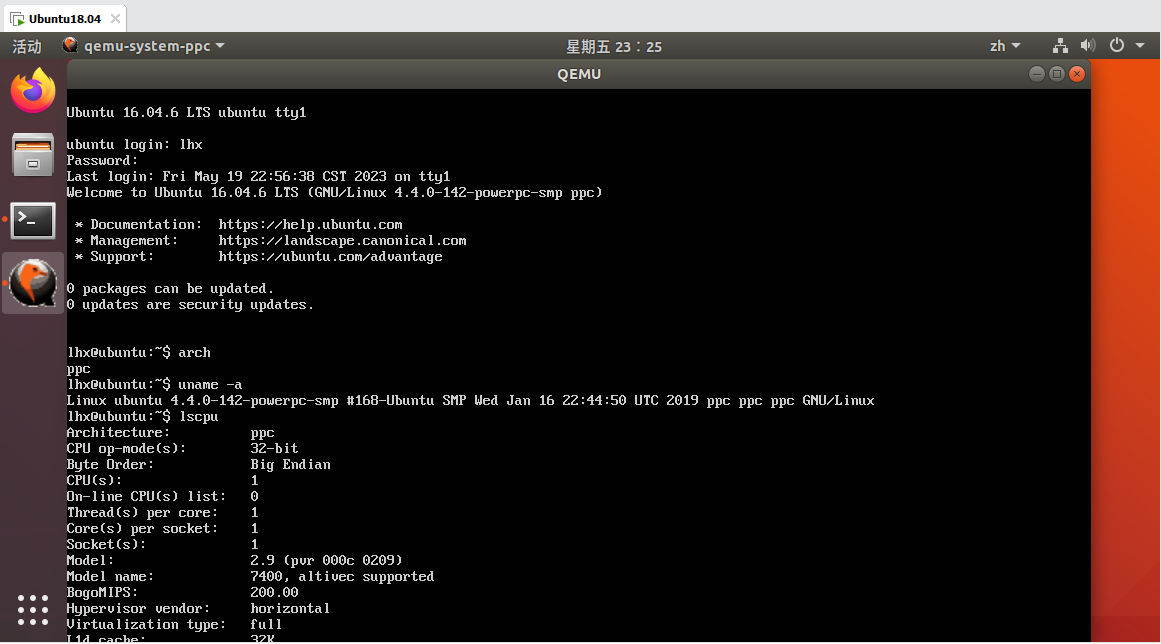 Ubuntu18.04
活动 qemu-system-ppc 星期五 23：25 zh
QEMU
Ubuntu 16.04.6 LTS ubuntu tty1
ubuntu login: lhx
Password:
Last login: Fri May 19 22:56:38 CST 2023 on tty1
Welcome to Ubuntu 16.04.6 LTS (GNU/Linux 4.4.0-142-powerpc-smp ppc)
* Documentation: https://help.ubuntu.com
* Management: https://landscape.canonical.com
* Support: https://ubuntu.com/advantage
0 packages can be updated.
0 updates are security updates.
lhx@ubuntu:~$ arch
ppc
lhx@ubuntu:~$ uname -a
Linux ubuntu 4.4.0-142-powerpc-smp #168-Ubuntu SMP Wed Jan 16 22:44:50 UTC 2019 ppc ppc ppc GNU/Linux
lhx@ubuntu:~$ lscpu
Architecture: ppc
CPU op-mode(s): 32-bit
Byte Order: Big Endian
CPU(s): 1
On-line CPU(s) list: 0
Thread(s) per core: 1
Core(s) per socket: 1
Socket(s): 1
Model: 2.9 (pvr 000c 0209)
Model name: 7400, altivec supported
BogoMIPS: 200.00
Hypervisor vendor: horizontal
Virtualization type: full
L1d cache: 32K